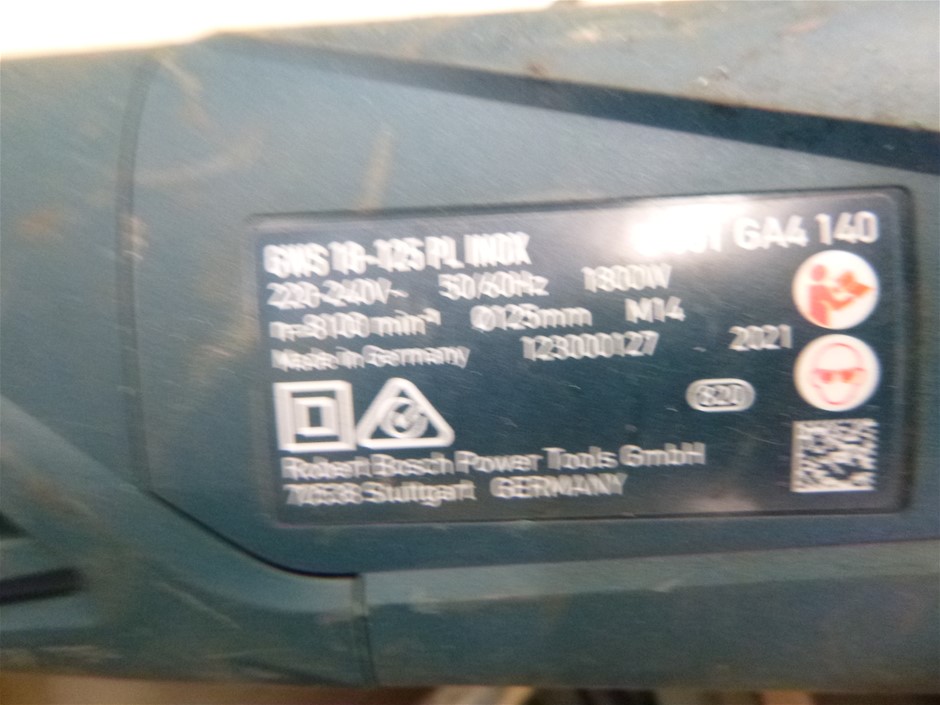 GWS 18-125 PL INOX GA4 140
220-240V~ 50/60Hz 1800W
n=8100 min⁻¹ Ø125mm M14
Made in Germany 123000127 2021
820
Robert Bosch Power Tools GmbH
70538 Stuttgart GERMANY